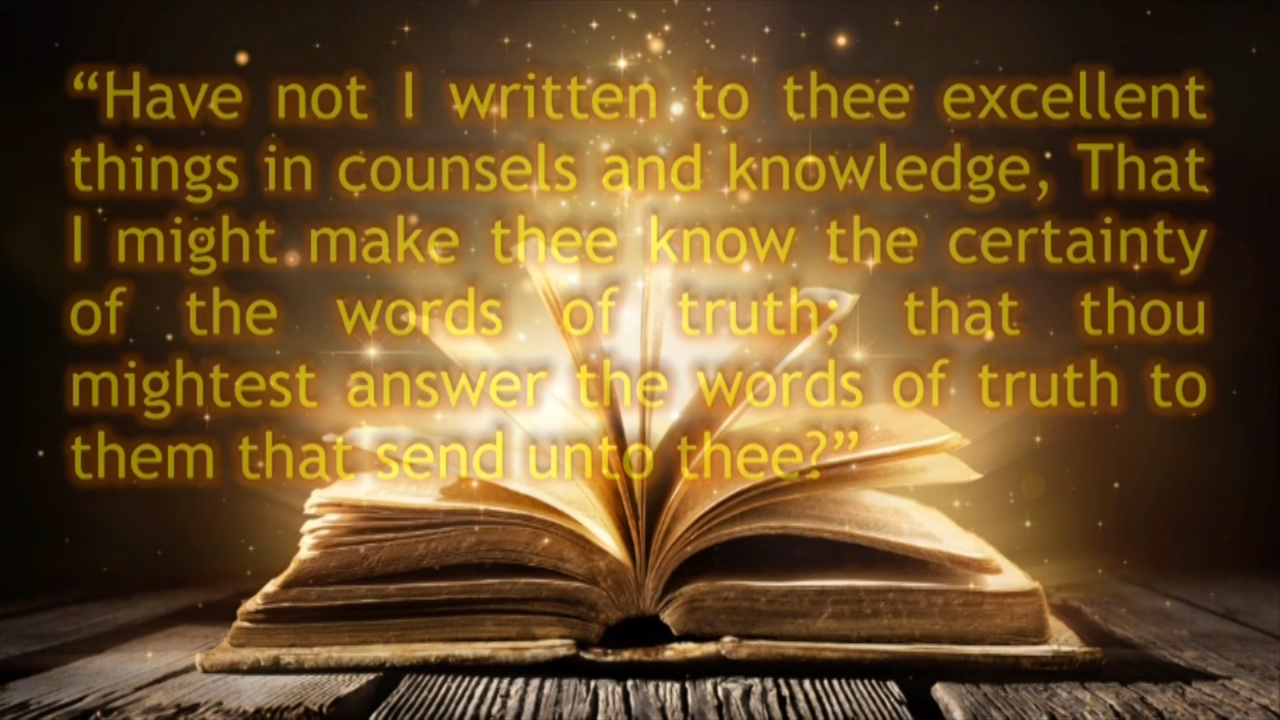 “Have not I written to thee excellent
things in counsels and knowledge, That
I might make thee know the certainty
of the words of truth; that thou
mightest answer the words of truth to
them that send unto thee?”